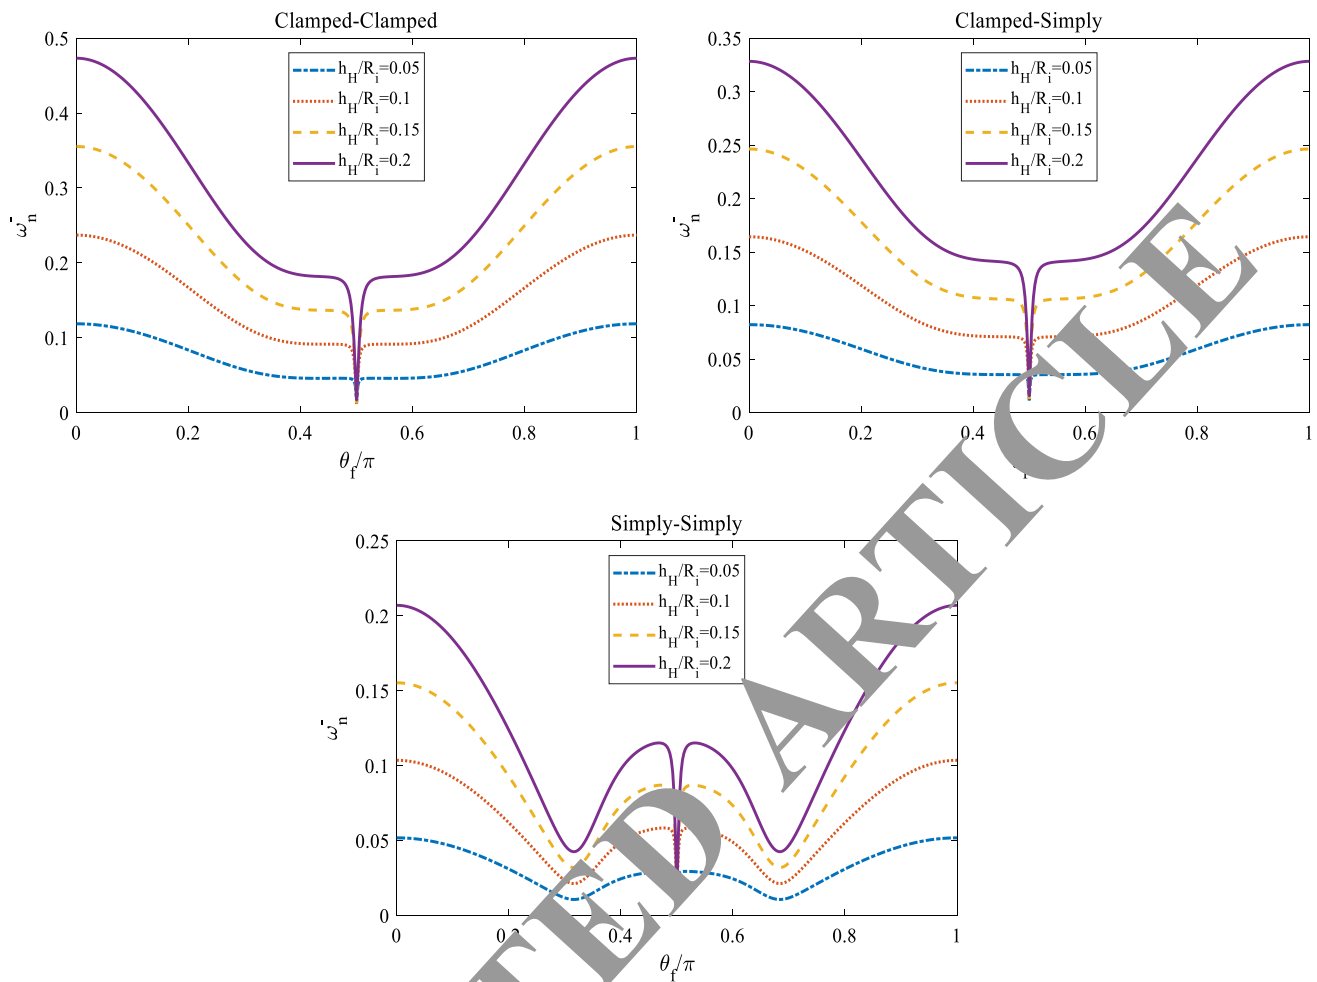 Clamped-Clamped
0.5
0.4
0.3
0.2
0.1
0
ω̄n
h_H/R_i=0.05
h_H/R_i=0.1
h_H/R_i=0.15
h_H/R_i=0.2
0 0.2 0.4 0.6 0.8 1
θ_f/π
Clamped-Simply
0.35
0.3
0.25
0.2
0.15
0.1
0.05
0
ω̄n
h_H/R_i=0.05
h_H/R_i=0.1
h_H/R_i=0.15
h_H/R_i=0.2
0 0.2 0.4 0.6 0.8 1
Simply-Simply
0.25
0.2
0.15
0.1
0.05
0
ω̄n
h_H/R_i=0.05
h_H/R_i=0.1
h_H/R_i=0.15
h_H/R_i=0.2
0 0.2 0.4 0.6 0.8 1
θ_f/π
TED ARTICLE